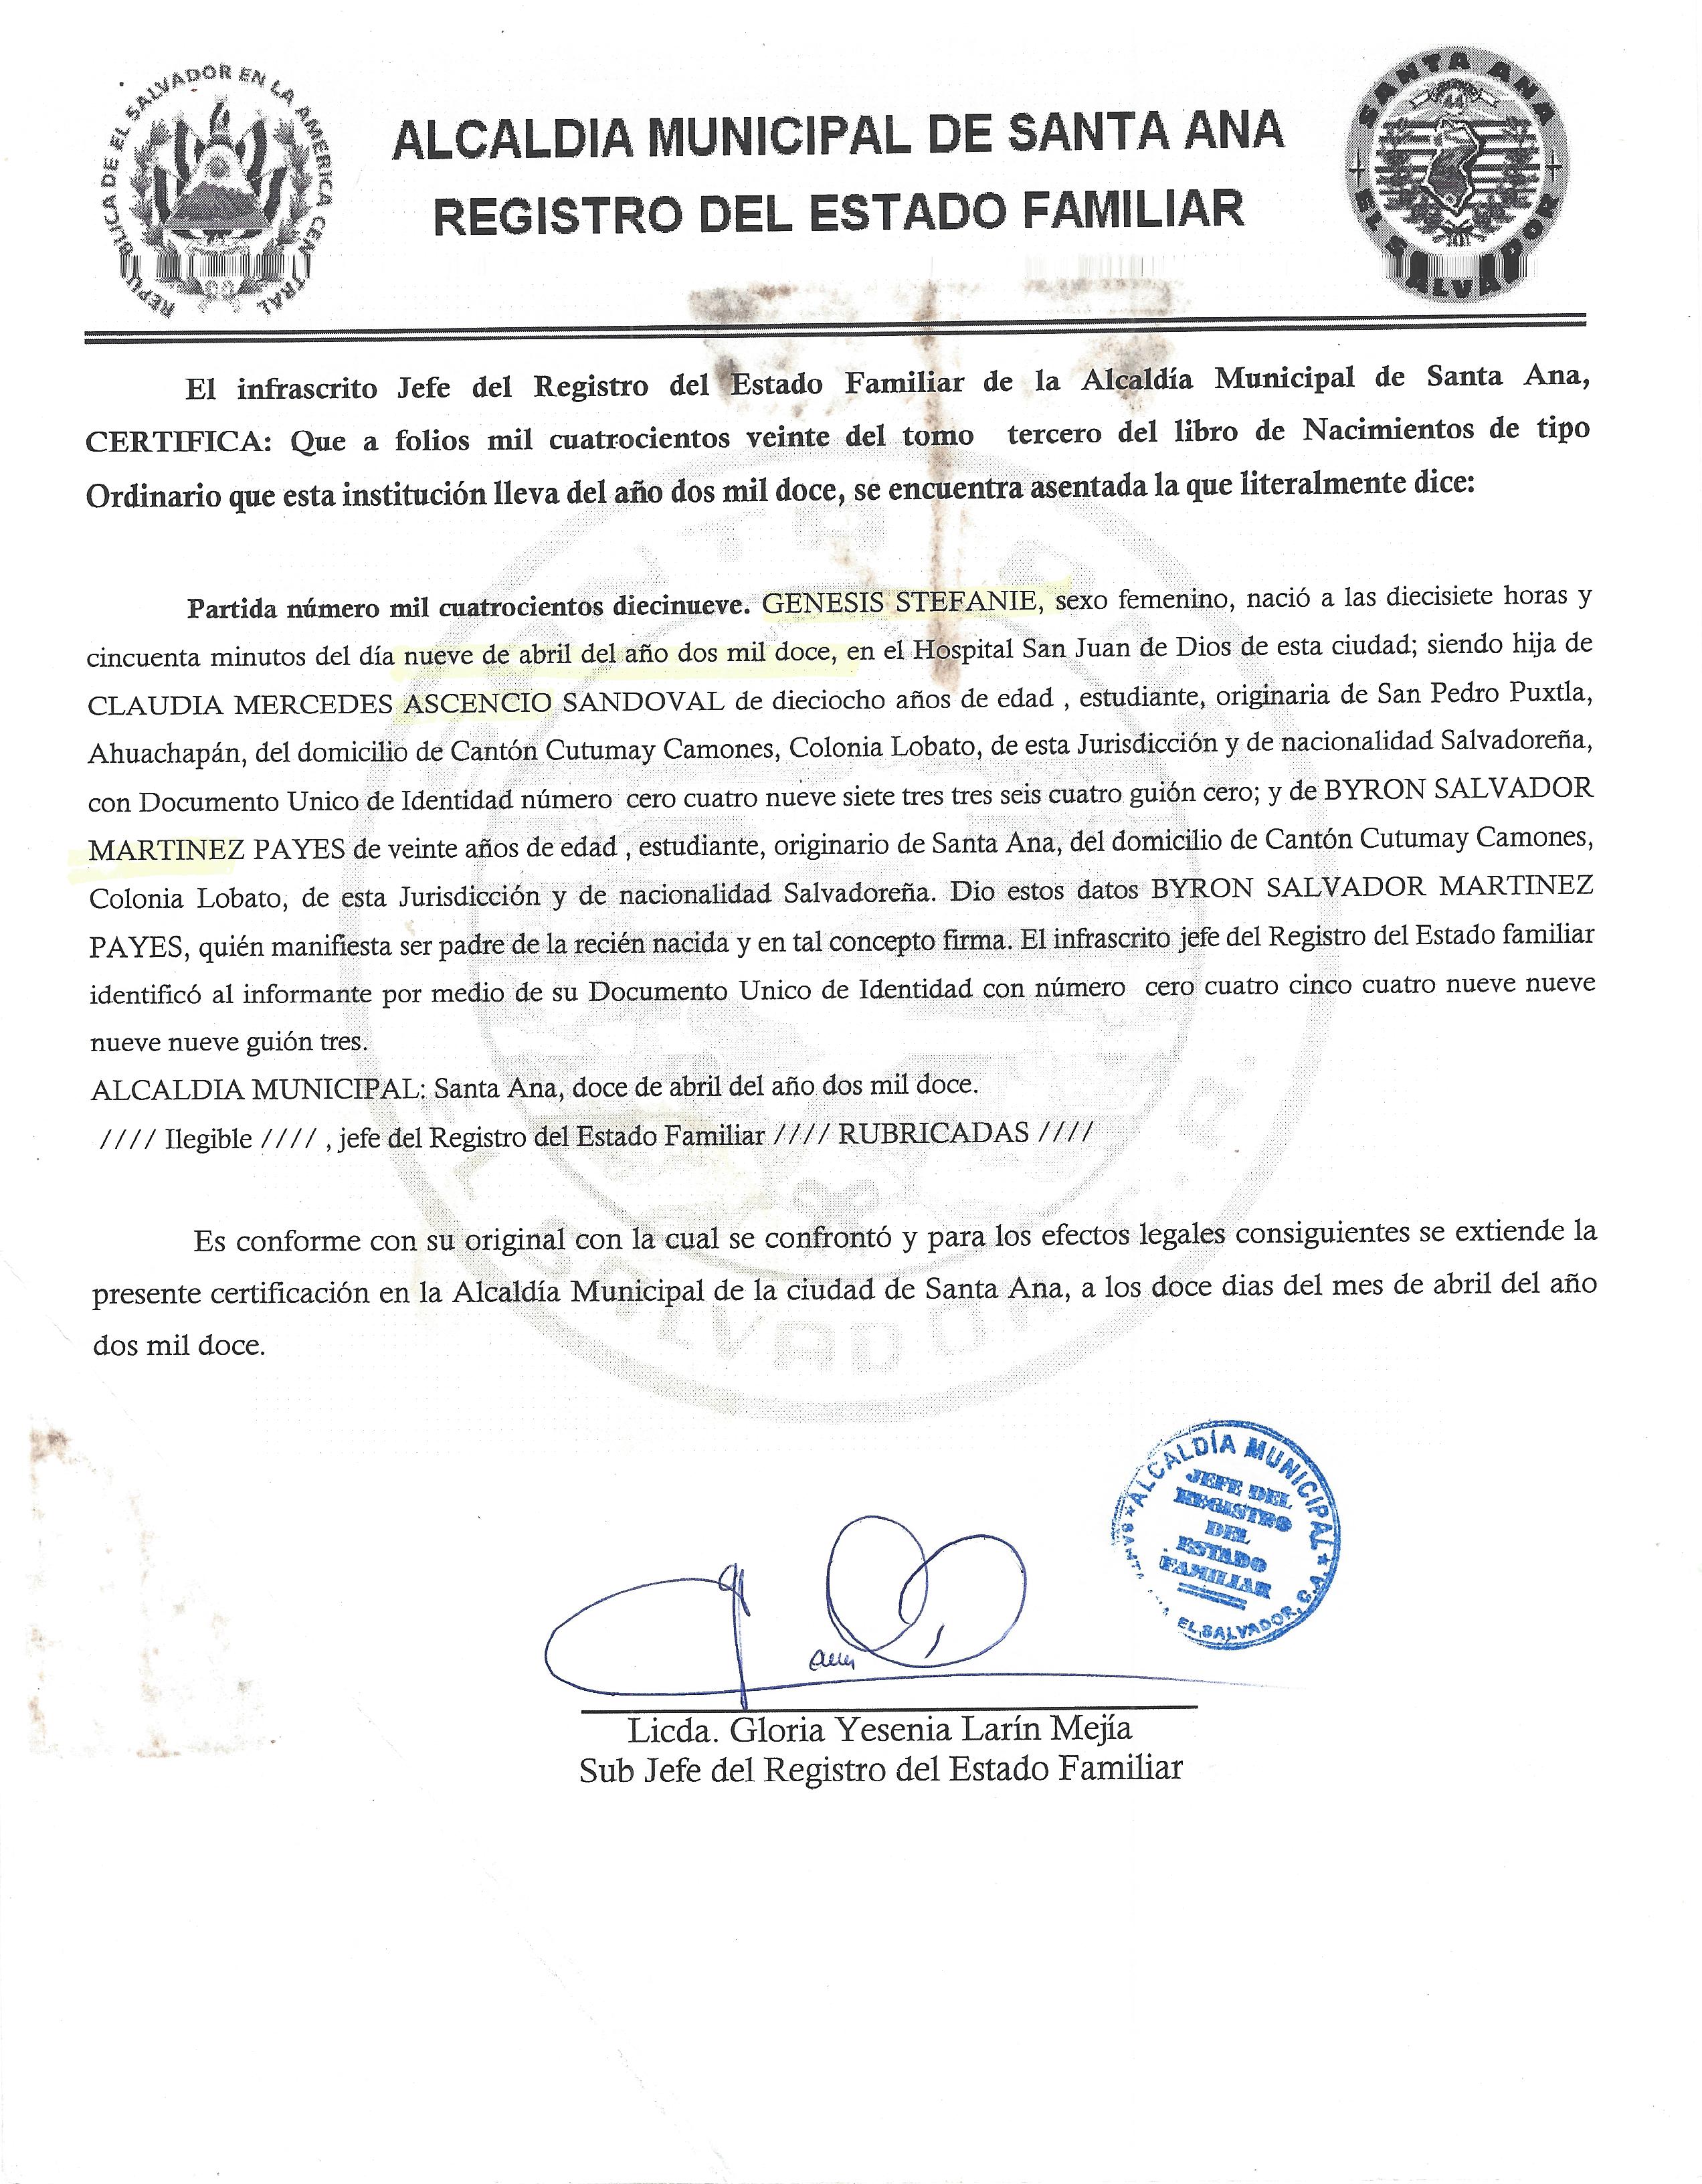 REPUBLICA DE EL SALVADOR EN LA AMERICA CENTRAL
SANTA ANA
EL SALVADOR
ALCALDIA MUNICIPAL DE SANTA ANA
REGISTRO DEL ESTADO FAMILIAR
El infrascrito Jefe del Registro del Estado Familiar de la Alcaldía Municipal de Santa Ana,
CERTIFICA: Que a folios mil cuatrocientos veinte del tomo tercero del libro de Nacimientos de tipo
Ordinario que esta institución lleva del año dos mil doce, se encuentra asentada la que literalmente dice:
Partida número mil cuatrocientos diecinueve. GENESIS STEFANIE, sexo femenino, nació a las diecisiete horas y
cincuenta minutos del día nueve de abril del año dos mil doce, en el Hospital San Juan de Dios de esta ciudad; siendo hija de
CLAUDIA MERCEDES ASCENCIO SANDOVAL de dieciocho años de edad , estudiante, originaria de San Pedro Puxtla,
Ahuachapán, del domicilio de Cantón Cutumay Camones, Colonia Lobato, de esta Jurisdicción y de nacionalidad Salvadoreña,
con Documento Unico de Identidad número cero cuatro nueve siete tres tres seis cuatro guión cero; y de BYRON SALVADOR
MARTINEZ PAYES de veinte años de edad , estudiante, originario de Santa Ana, del domicilio de Cantón Cutumay Camones,
Colonia Lobato, de esta Jurisdicción y de nacionalidad Salvadoreña. Dio estos datos BYRON SALVADOR MARTINEZ
PAYES, quién manifiesta ser padre de la recién nacida y en tal concepto firma. El infrascrito jefe del Registro del Estado familiar
identificó al informante por medio de su Documento Unico de Identidad con número cero cuatro cinco cuatro nueve nueve
nueve nueve guión tres.
ALCALDIA MUNICIPAL: Santa Ana, doce de abril del año dos mil doce.
//// Ilegible //// , jefe del Registro del Estado Familiar //// RUBRICADAS ////
Es conforme con su original con la cual se confrontó y para los efectos legales consiguientes se extiende la
presente certificación en la Alcaldía Municipal de la ciudad de Santa Ana, a los doce dias del mes de abril del año
dos mil doce.
ALCALDÍA MUNICIPAL
JEFE DEL
REGISTRO
DEL
ESTADO
FAMILIAR
EL SALVADOR, C.A.
Licda. Gloria Yesenia Larín Mejía
Sub Jefe del Registro del Estado Familiar